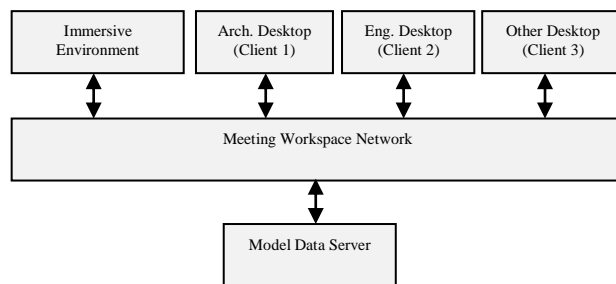 Immersive
Environment
Arch. Desktop
(Client 1)
Eng. Desktop
(Client 2)
Other Desktop
(Client 3)
Meeting Workspace Network
Model Data Server